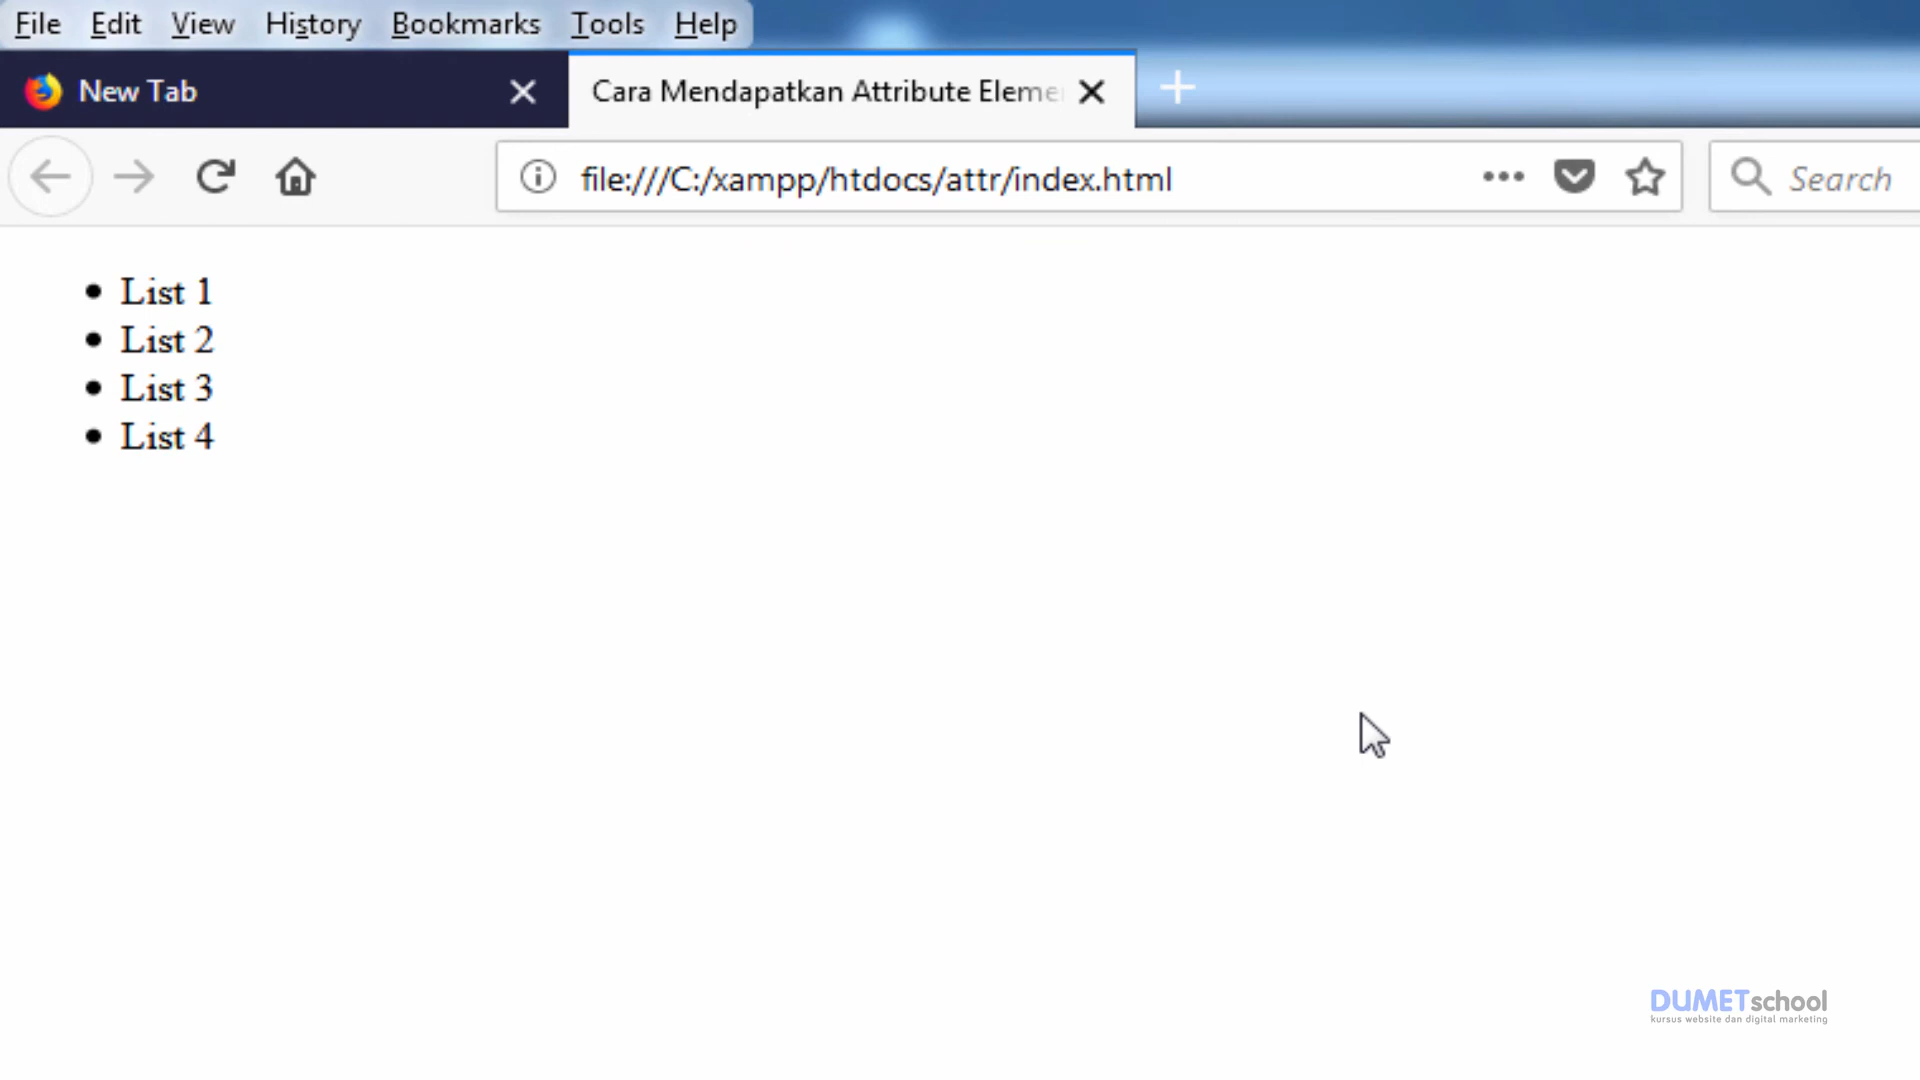 File Edit View History Bookmarks Tools Help
New Tab
Cara Mendapatkan Attribute Eleme
file:///C:/xampp/htdocs/attr/index.html
Search
List 1
List 2
List 3
List 4
DUMETschool
kursus website dan digital marketing